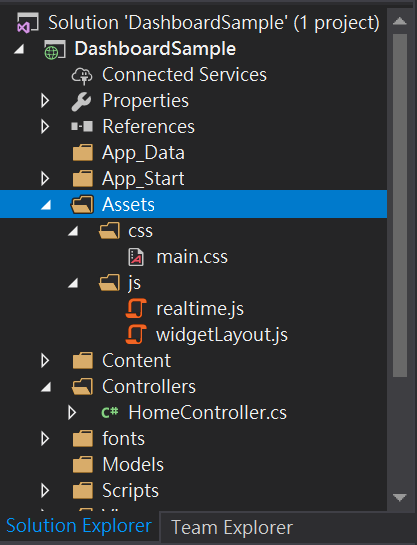 Solution 'DashboardSample' (1 project)
DashboardSample
Connected Services
Properties
References
App_Data
App_Start
Assets
css
main.css
js
realtime.js
widgetLayout.js
Content
Controllers
C# HomeController.cs
fonts
Models
Scripts
Solution Explorer Team Explorer